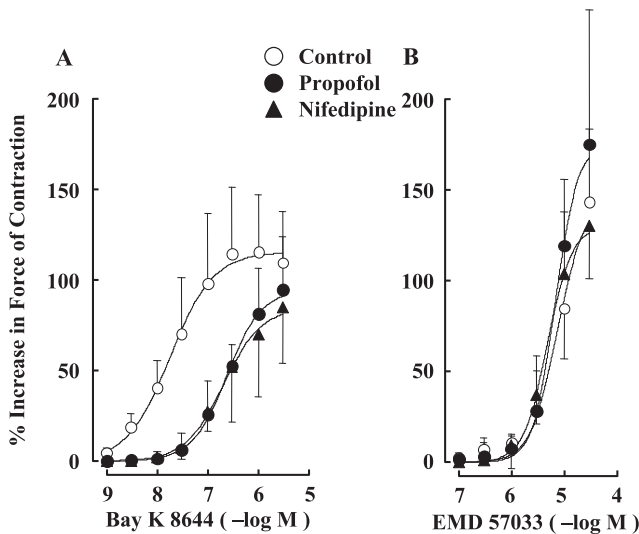 A
Control
Propofol
Nifedipine
B
% Increase in Force of Contraction
200
150
100
50
0
9 8 7 6 5
Bay K 8644 ( –log M )
200
150
100
50
0
7 6 5 4
EMD 57033 (–log M )